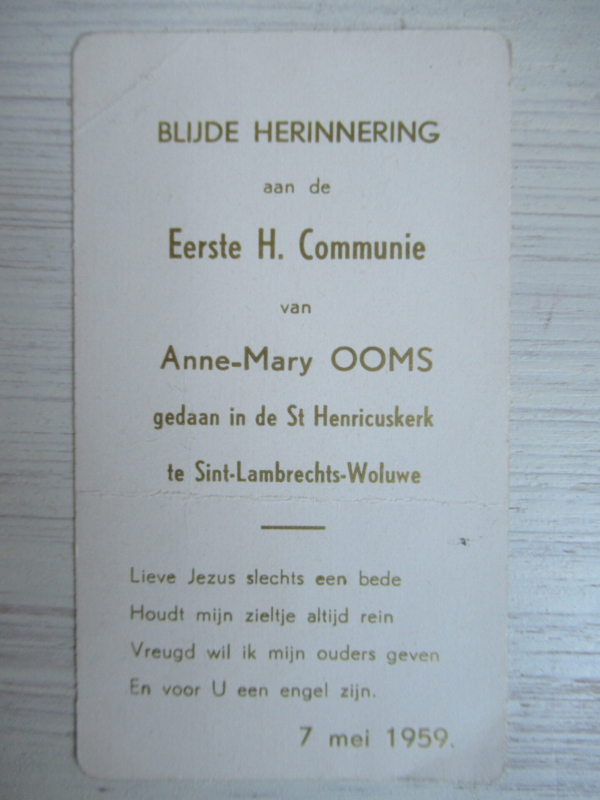 BLIJDE HERINNERING
aan de
Eerste H. Communie
van
Anne-Mary OOMS
gedaan in de St Henricuskerk
te Sint-Lambrechts-Woluwe
Lieve Jezus slechts een bede
Houdt mijn zieltje altijd rein
Vreugd wil ik mijn ouders geven
En voor U een engel zijn.
7 mei 1959.